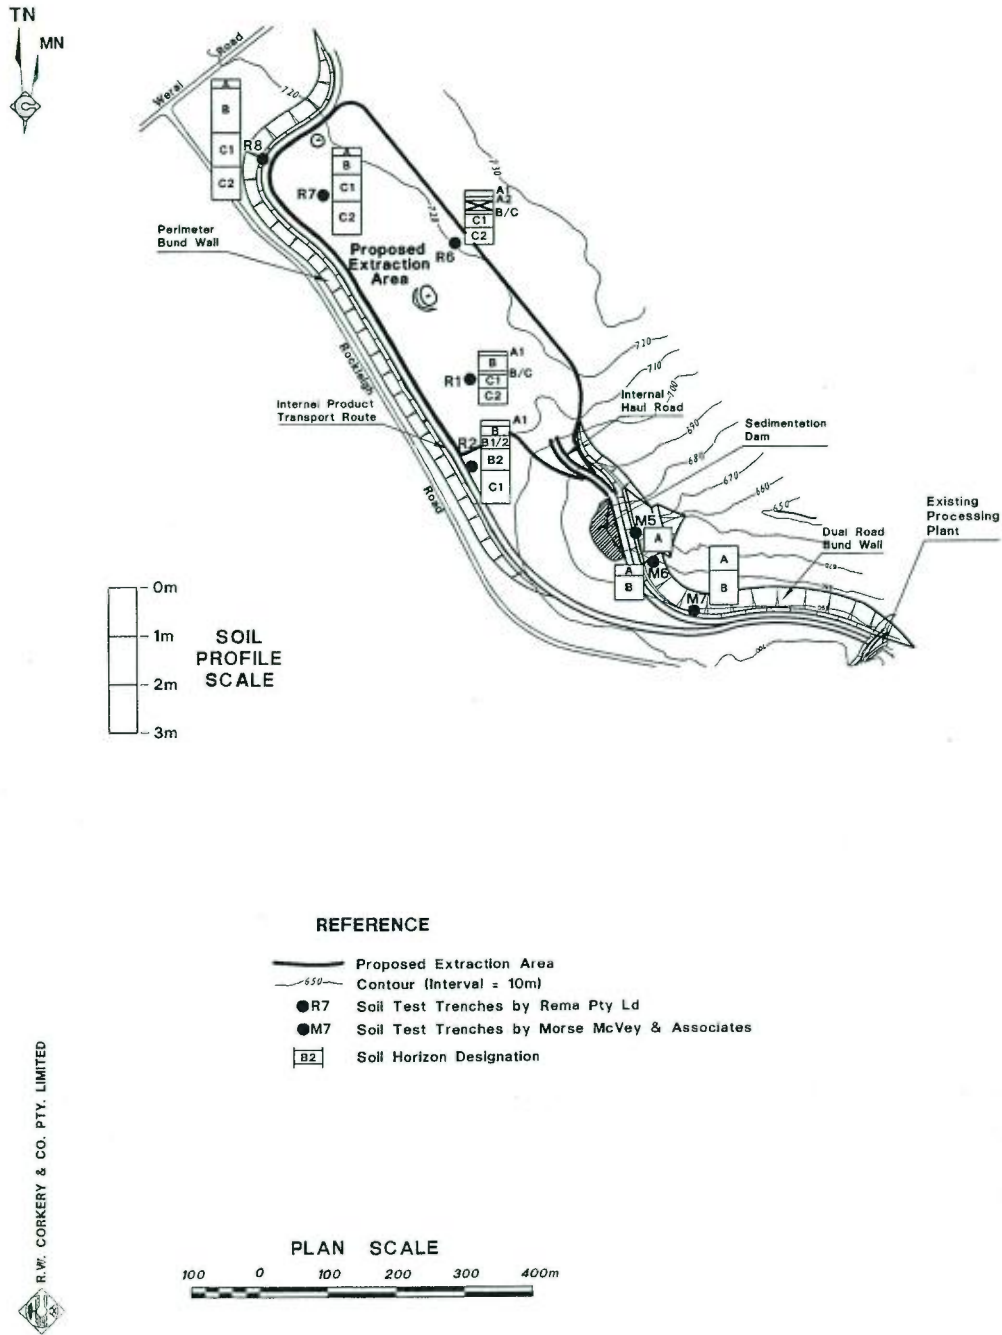 TN
MN
Weral Road
720
A
B
C1
C2
R8
A
B
C1
C2
R7
730
728
A1
A2
B/C
C1
C2
R6
Perimeter
Bund Wall
Proposed
Extraction
Area
Rockleigh
Road
A1
B
B/C
C1
C2
R1
720
710
700
Internal
Haul Road
Internal Product
Transport Route
A1
B
B1/2
B2
C1
R2
690
Sedimentation
Dam
680
670
660
650
Existing
Processing
Plant
M5
A
Dual Road
Bund Wall
A
B
M6
A
B
M7
700
0m
1m
2m
3m
SOIL
PROFILE
SCALE
REFERENCE
Proposed Extraction Area
650 Contour (Interval = 10m)
R7 Soil Test Trenches by Rema Pty Ld
M7 Soil Test Trenches by Morse McVey & Associates
B2 Soil Horizon Designation
R.W. CORKERY & CO. PTY. LIMITED
PLAN SCALE
100 0 100 200 300 400m